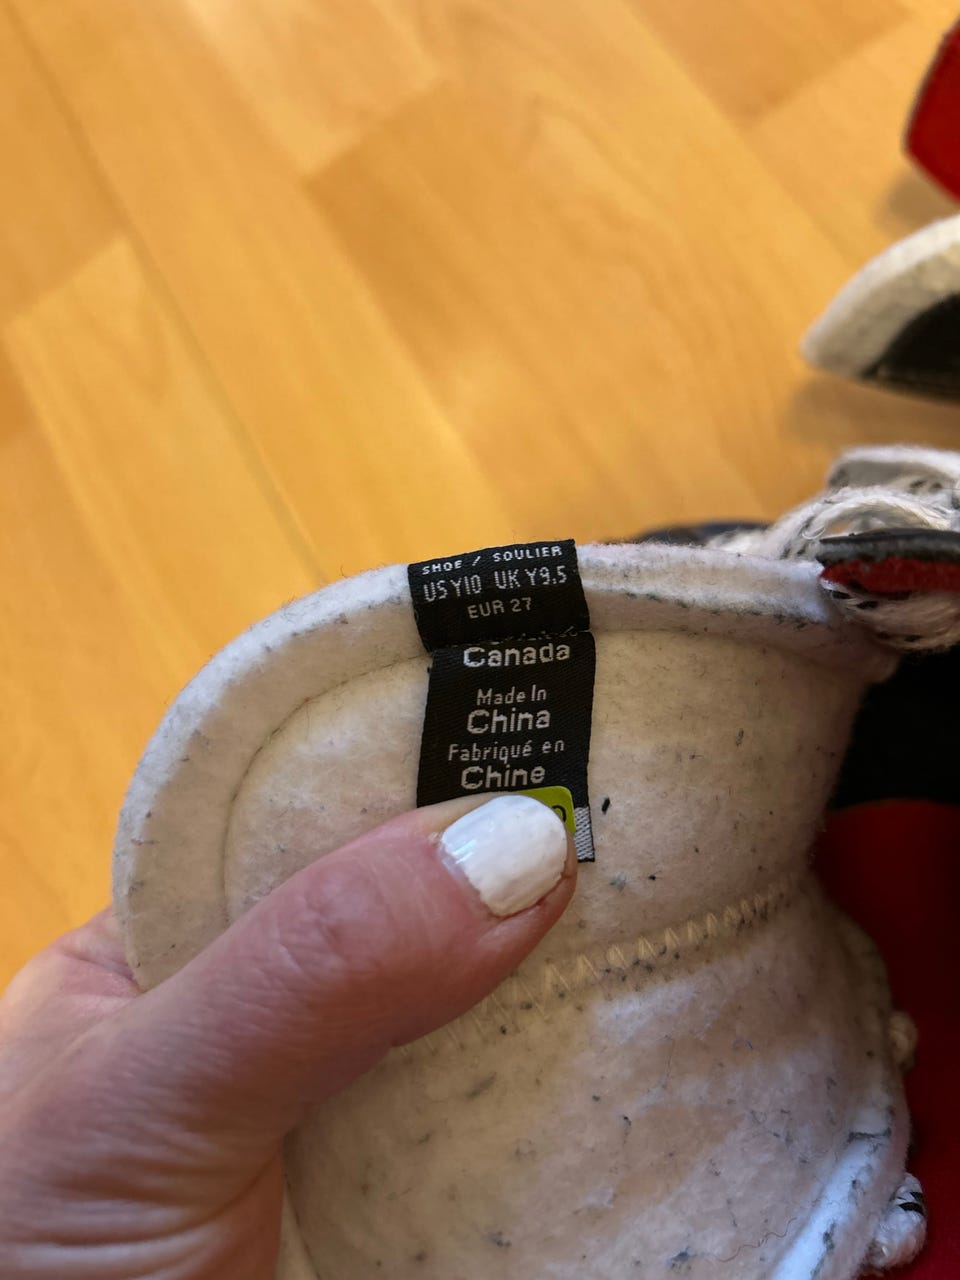 SHOE / SOULIER
US Y10 UK Y9.5
EUR 27
Canada
Made In
China
Fabriqué en
Chine